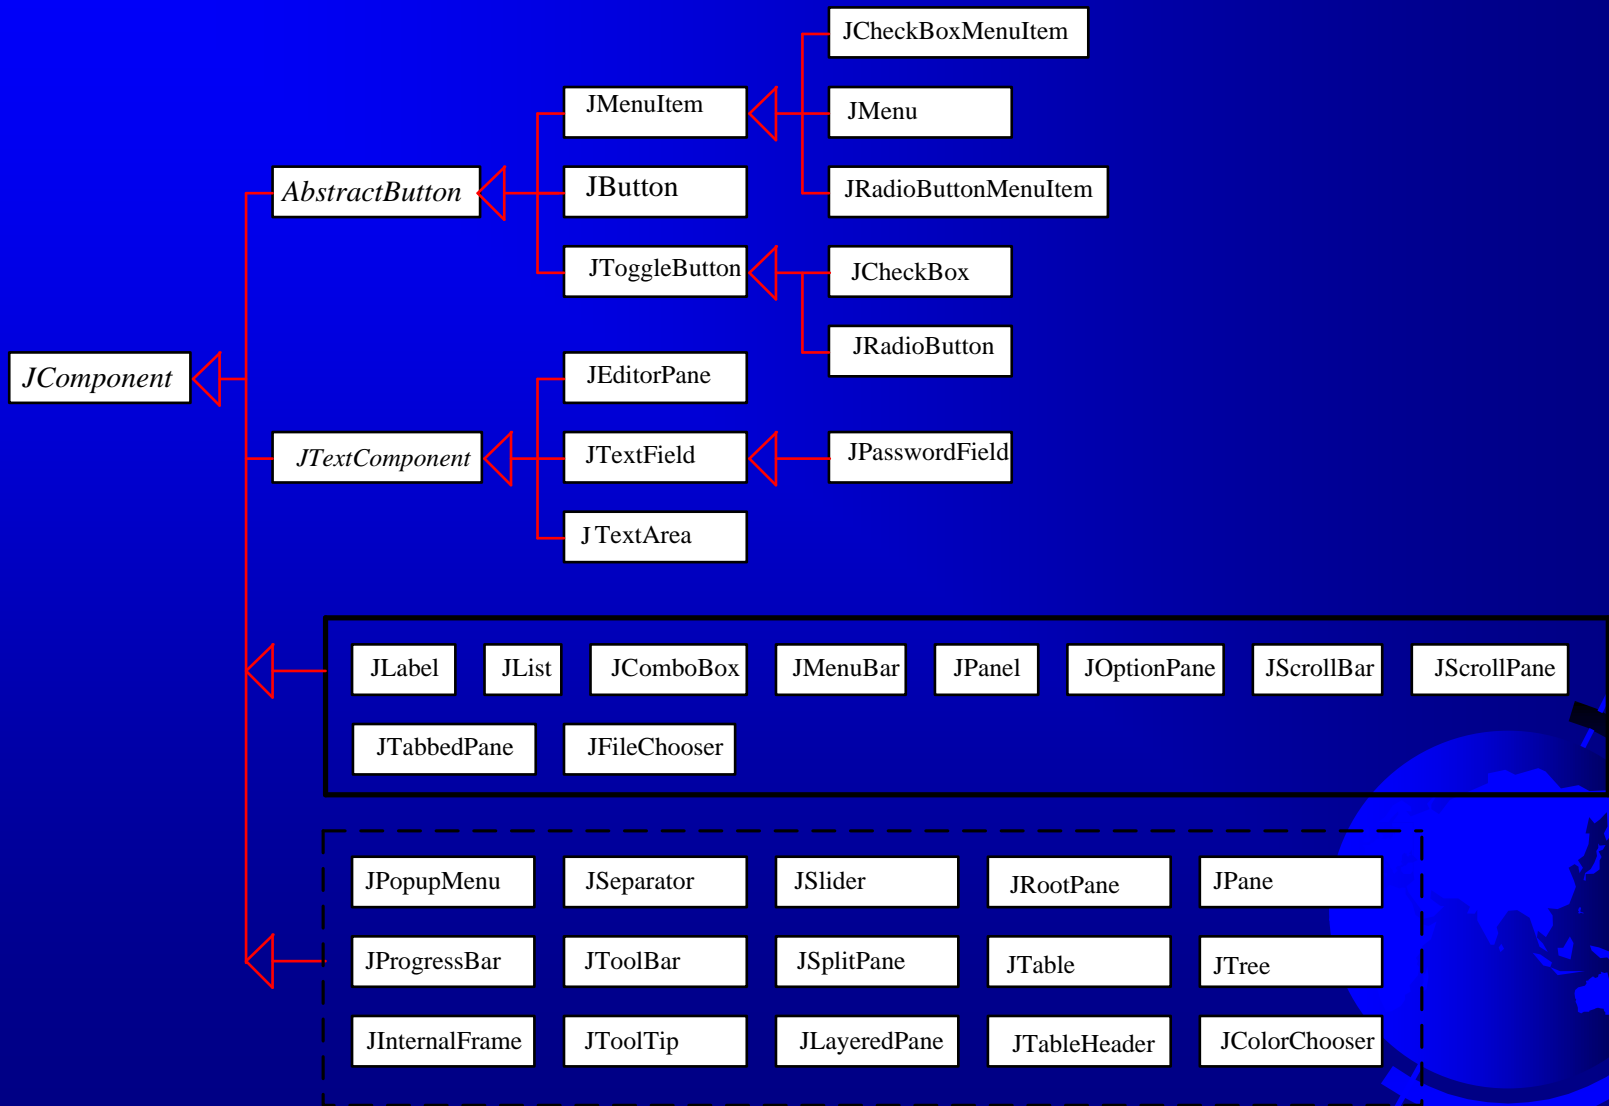 JCheckBoxMenuItem
JMenuItem
JMenu
AbstractButton
JButton
JRadioButtonMenuItem
JToggleButton
JCheckBox
JRadioButton
JComponent
JEditorPane
JTextComponent
JTextField
JPasswordField
JTextArea
JLabel JList JComboBox JMenuBar JPanel JOptionPane JScrollBar JScrollPane
JTabbedPane JFileChooser
JPopupMenu JSeparator JSlider JRootPane JPane
JProgressBar JToolBar JSplitPane JTable JTree
JInternalFrame JToolTip JLayeredPane JTableHeader JColorChooser